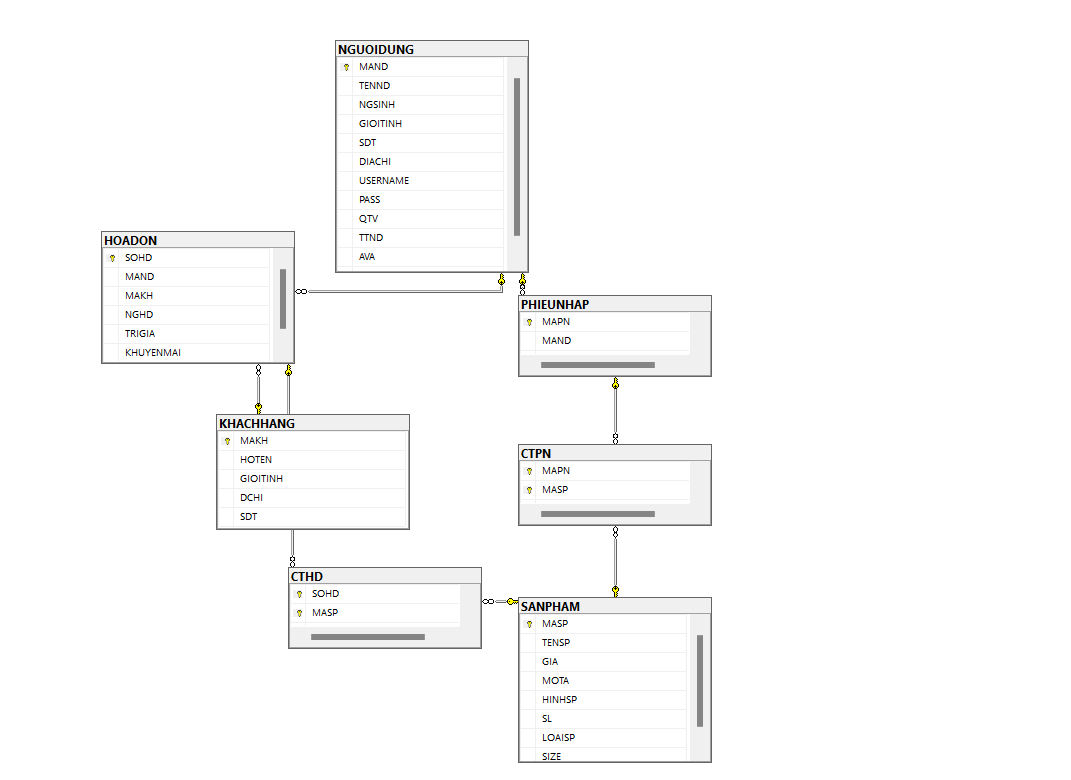 NGUOIDUNG
MAND
TENND
NGSINH
GIOITINH
SDT
DIACHI
USERNAME
PASS
QTV
TTND
AVA
HOADON
SOHD
MAND
MAKH
NGHD
TRIGIA
KHUYENMAI
PHIEUNHAP
MAPN
MAND
KHACHHANG
MAKH
HOTEN
GIOITINH
DCHI
SDT
CTPN
MAPN
MASP
CTHD
SOHD
MASP
SANPHAM
MASP
TENSP
GIA
MOTA
HINHSP
SL
LOAISP
SIZE